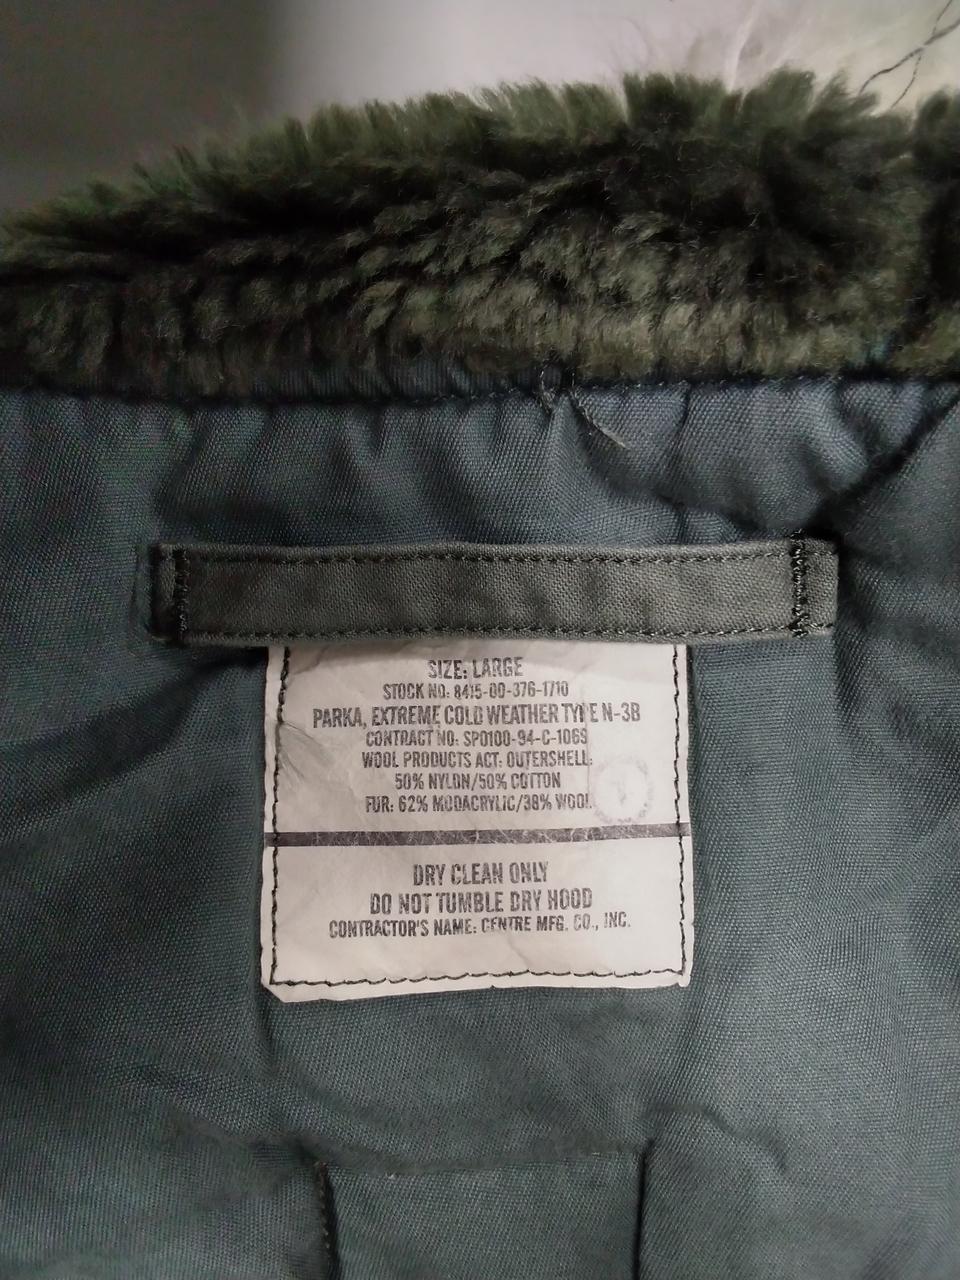 SIZE: LARGE
STOCK NO: 8415-00-376-1710
PARKA, EXTREME COLD WEATHER TYPE N-3B
CONTRACT NO: SPO100-94-C-1069
WOOL PRODUCTS ACT: OUTERSHELL:
50% NYLON/50% COTTON
FUR: 62% MODACRYLIC/38% WOOL
DRY CLEAN ONLY
DO NOT TUMBLE DRY HOOD
CONTRACTOR'S NAME: CENTRE MFG. CO., INC.